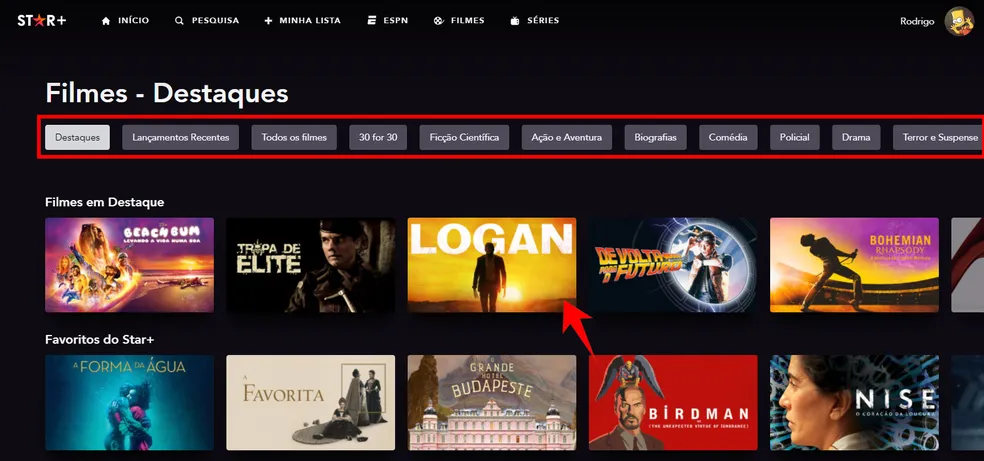 STAR+ INÍCIO PESQUISA MINHA LISTA ESPN FILMES SÉRIES Rodrigo
Filmes - Destaques
Destaques Lançamentos Recentes Todos os filmes 30 for 30 Ficção Científica Ação e Aventura Biografias Comédia Policial Drama Terror e Suspense
Filmes em Destaque
THE
BEACH BUM
LEVANDO A VIDA NUMA BOA
TROPA DE
ELITE
LOGAN
DE VOLTA
PARA O
FUTURO
BOHEMIAN
RHAPSODY
Favoritos do Star+
A FORMA DA ÁGUA
A
FAVORITA
O
GRANDE
HOTEL
BUDAPESTE
BIRDMAN
(THE UNEXPECTED VIRTUE OF IGNORANCE)
NISE
O CORAÇÃO DA LOUCURA